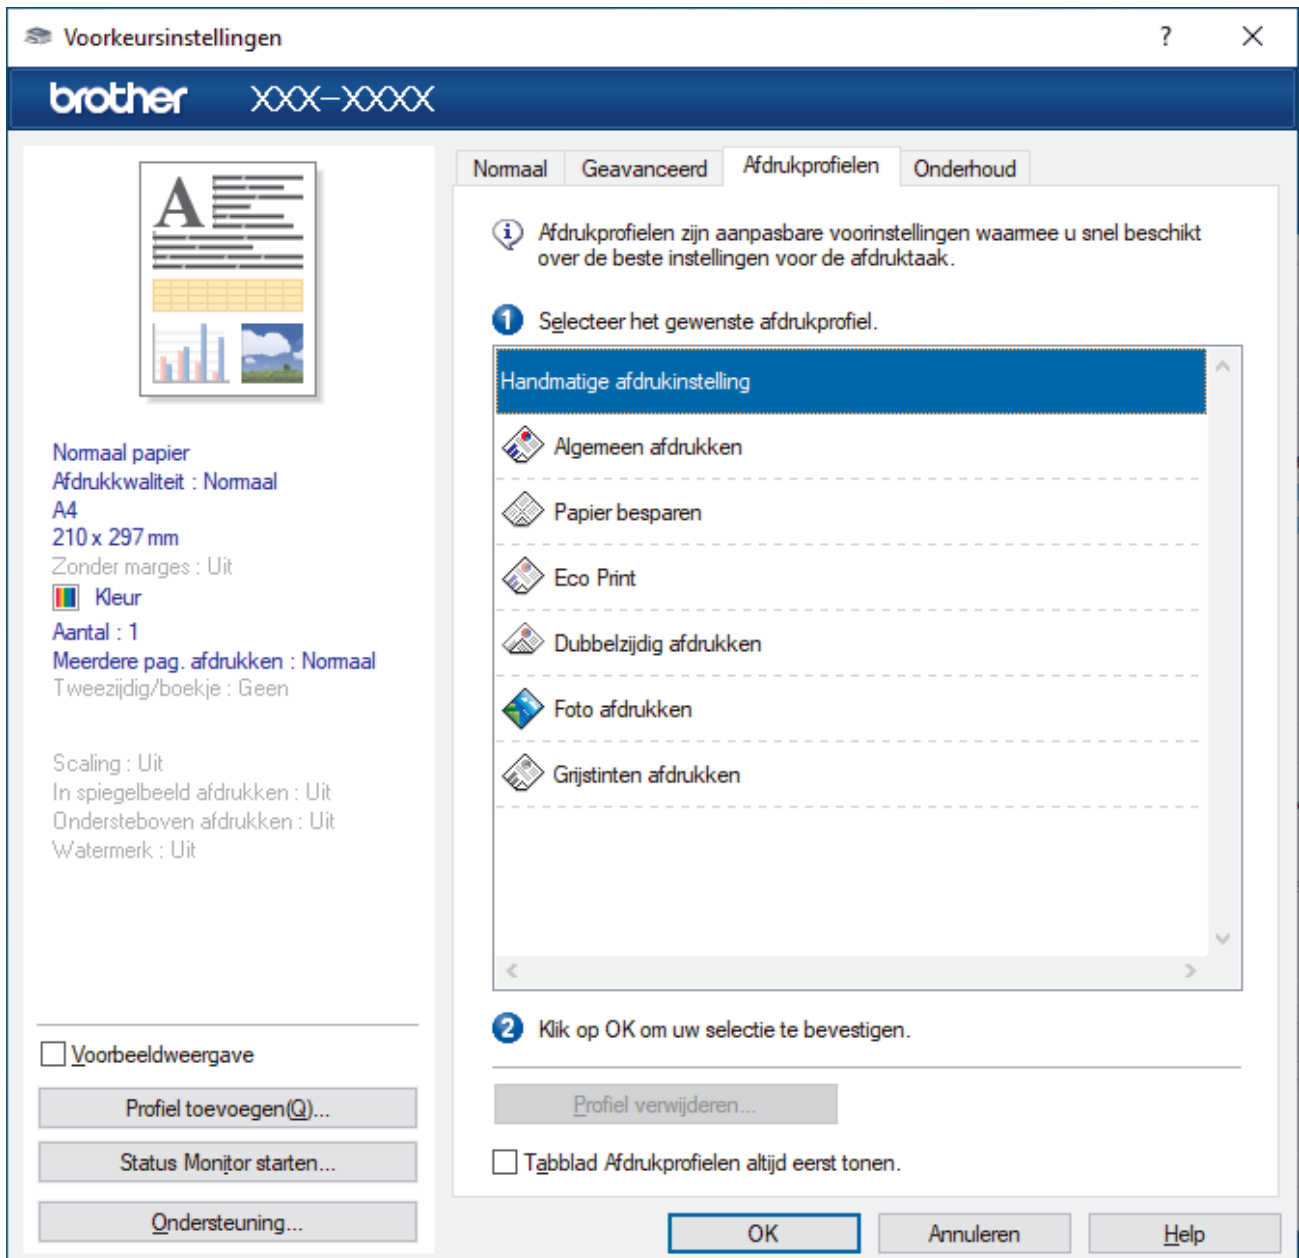 Voorkeursinstellingen ?
brother XXX-XXXX
A
Normaal papier
Afdrukkwaliteit : Normaal
A4
210 x 297 mm
Zonder marges : Uit
Kleur
Aantal : 1
Meerdere pag. afdrukken : Normaal
Tweezijdig/boekje : Geen
Scaling : Uit
In spiegelbeeld afdrukken : Uit
Ondersteboven afdrukken : Uit
Watermerk : Uit
Voorbeeldweergave
Profiel toevoegen(Q)...
Status Monitor starten...
Ondersteuning...
Normaal Geavanceerd Afdrukprofielen Onderhoud
Afdrukprofielen zijn aanpasbare voorinstellingen waarmee u snel beschikt
over de beste instellingen voor de afdruktaak.
1 Selecteer het gewenste afdrukprofiel.
Handmatige afdrukinstelling
Algemeen afdrukken
Papier besparen
Eco Print
Dubbelzijdig afdrukken
Foto afdrukken
Grijstinten afdrukken
2 Klik op OK om uw selectie te bevestigen.
Profiel verwijderen...
Tabblad Afdrukprofielen altijd eerst tonen.
OK Annuleren Help